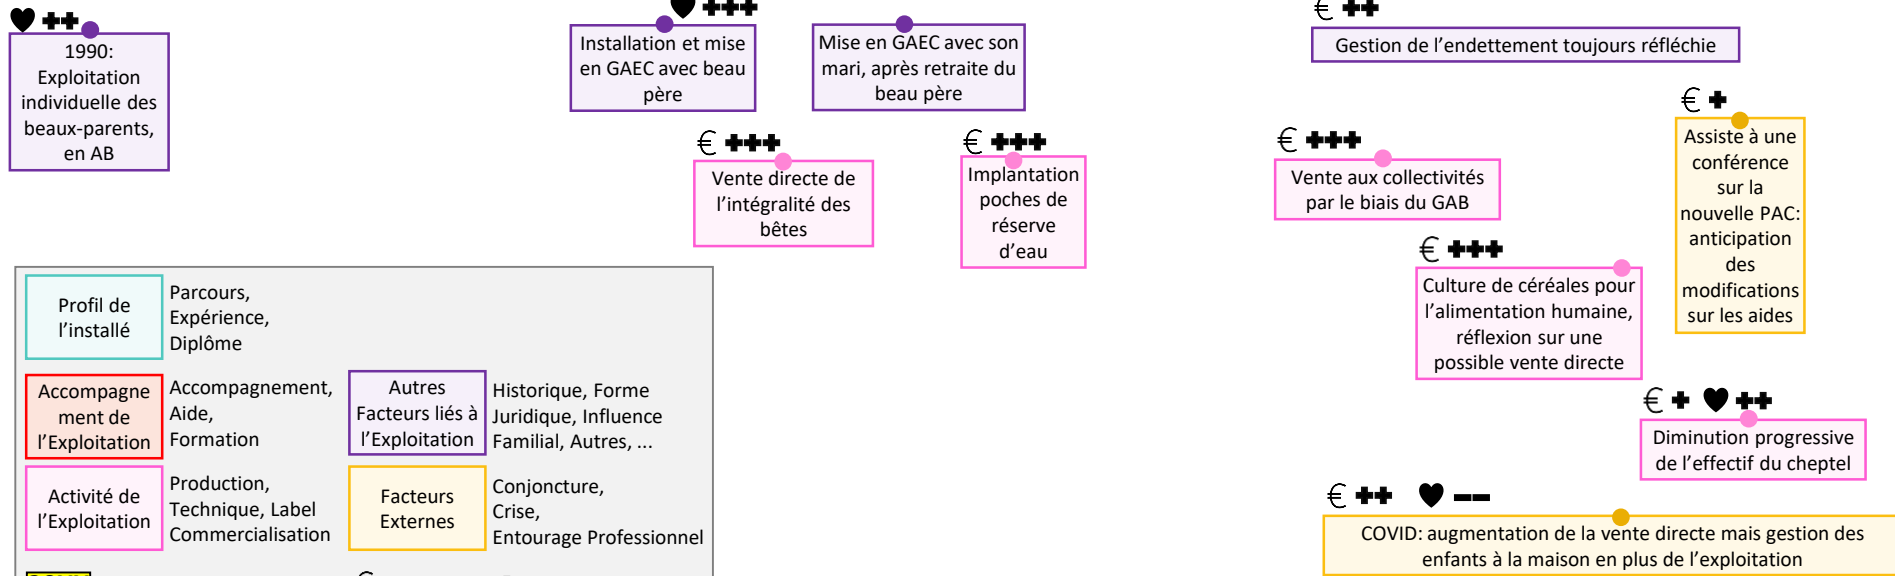 ♥ ++
1990:
Exploitation
individuelle des
beaux-parents,
en AB
♥ +++
Installation et mise
en GAEC avec beau
père
Mise en GAEC avec son
mari, après retraite du
beau père
€ ++
Gestion de l’endettement toujours réfléchie
€ +++
Vente directe de
l’intégralité des
bêtes
€ +++
Implantation
poches de
réserve
d’eau
€ +++
Vente aux collectivités
par le biais du GAB
€ +
Assiste à une
conférence
sur la
nouvelle PAC:
anticipation
des
modifications
sur les aides
€ +++
Culture de céréales pour
l’alimentation humaine,
réflexion sur une
possible vente directe
€ + ♥ ++
Diminution progressive
de l’effectif du cheptel
€ ++ ♥ --
COVID: augmentation de la vente directe mais gestion des
enfants à la maison en plus de l’exploitation
Profil de
l’installé
Parcours,
Expérience,
Diplôme
Accompagne
ment de
l’Exploitation
Accompagnement,
Aide,
Formation
Autres
Facteurs liés à
l’Exploitation
Historique, Forme
Juridique, Influence
Familial, Autres, ...
Activité de
l’Exploitation
Production,
Technique, Label
Commercialisation
Facteurs
Externes
Conjoncture,
Crise,
Entourage Professionnel